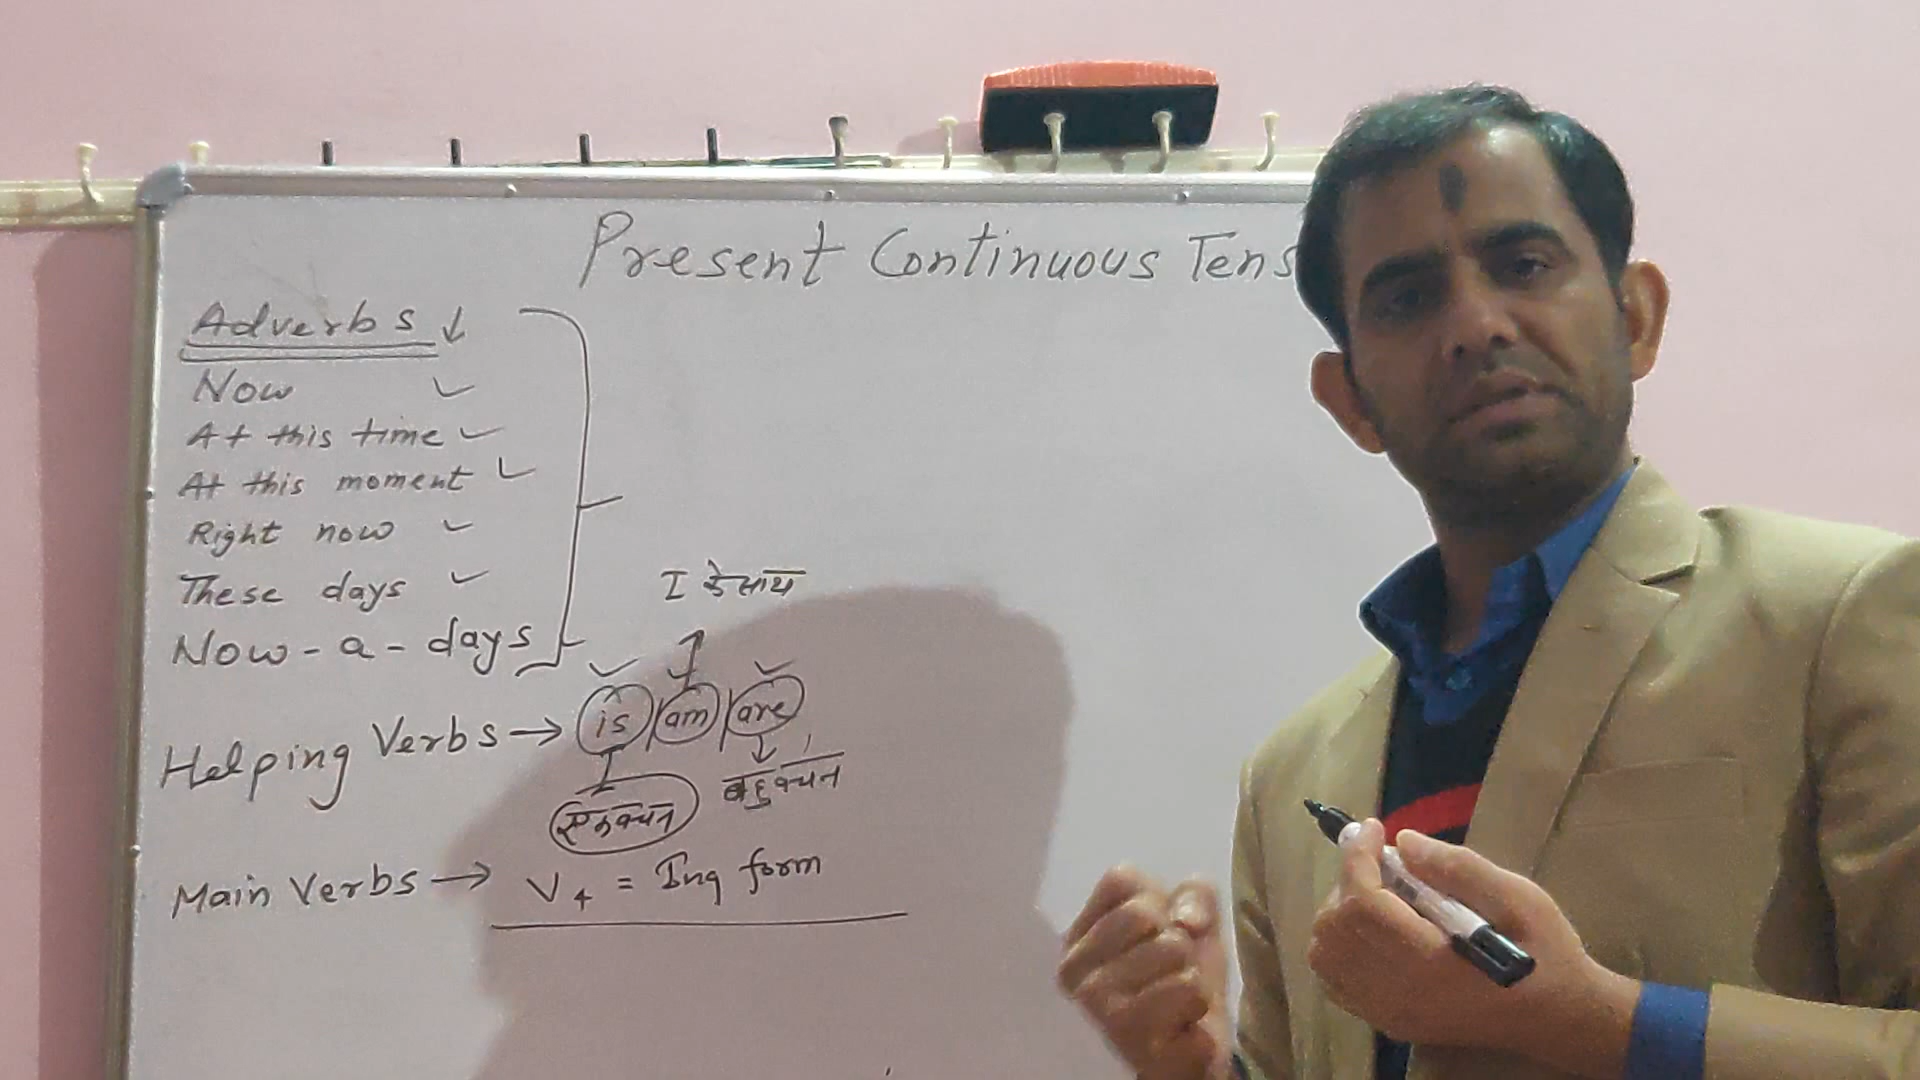 Present Continuous Tens
Adverbs ↓
Now
At this time
At this moment
Right now
These days
Now-a-days
I के साथ
Helping Verbs → is/am/are
बहुवचन
एकवचन
Main Verbs → V4 = Ing form